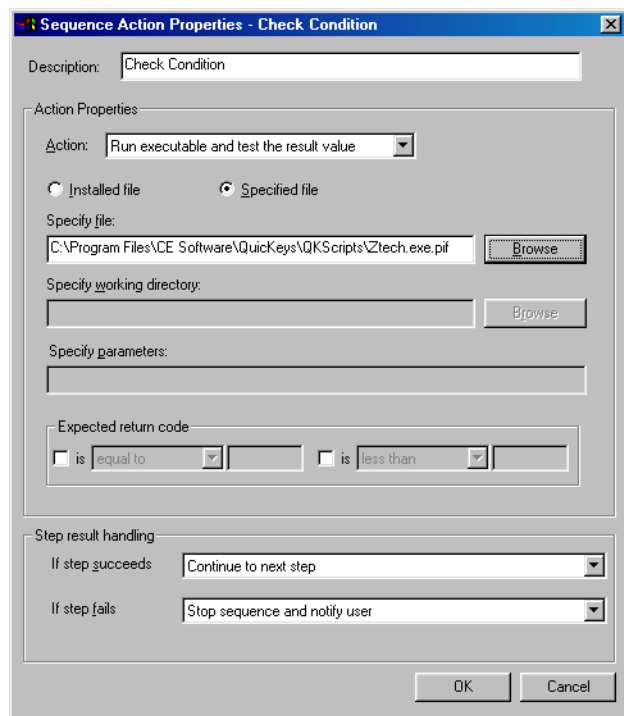 Sequence Action Properties - Check Condition
Description: Check Condition
Action Properties
Action: Run executable and test the result value
Installed file Specified file
Specify file:
C:\Program Files\CE Software\QuicKeys\QKScripts\Ztech.exe.pif Browse
Specify working directory:
Browse
Specify parameters:
Expected return code
is equal to is less than
Step result handling
If step succeeds Continue to next step
If step fails Stop sequence and notify user
OK Cancel